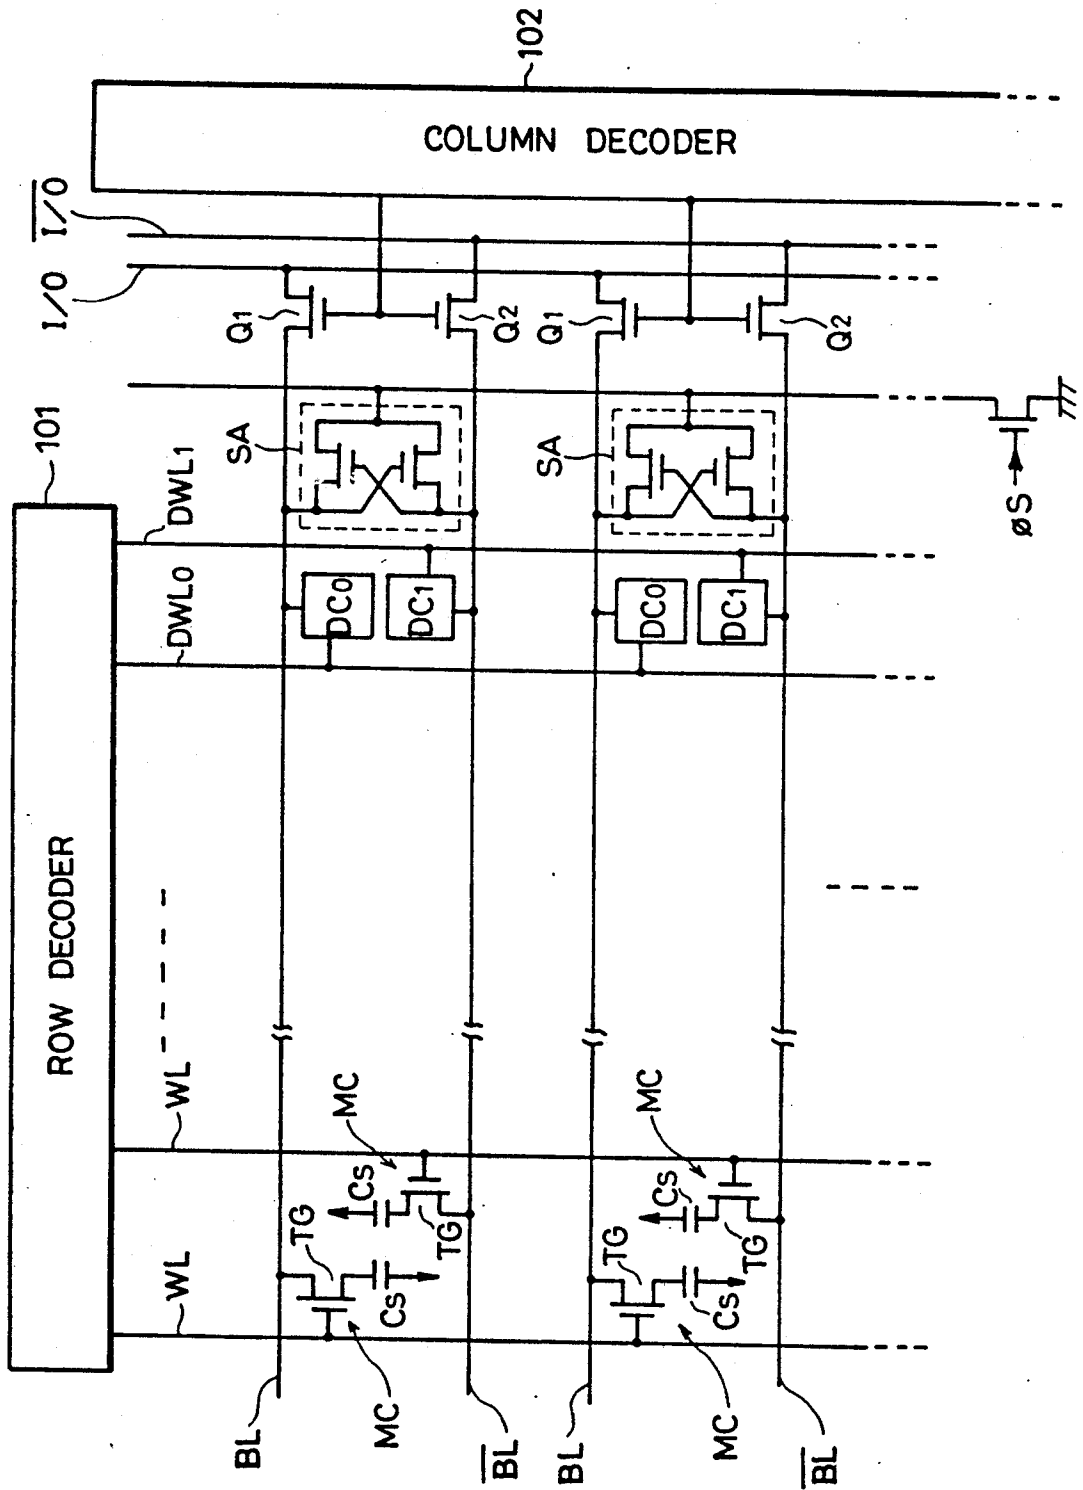 101
ROW DECODER
WL
WL
DWL0
DWL1
I/O
I/O
102
COLUMN DECODER
BL
MC
TG
Cs
Cs
TG
MC
DC0
DC1
SA
Q1
Q2
BL
BL
MC
TG
Cs
Cs
TG
MC
DC0
DC1
SA
Q1
Q2
BL
øS